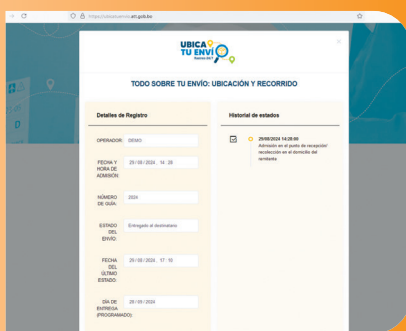 https://ubicatuenvio.att.gob.bo
UBICA
TU ENVÍO
TODO SOBRE TU ENVÍO: UBICACIÓN Y RECORRIDO
Detalles de Registro
OPERADOR: DEMO
FECHA Y HORA DE ADMISIÓN: 25/08/2024, 14:28
NÚMERO DE GUÍA: 2024
ESTADO DEL ENVÍO: Entregado al destinatario
FECHA DEL ÚLTIMO ESTADO: 25/08/2024, 17:10
DÍA DE ENTREGA (PROGRAMADO): 28/09/2024
Historial de estados
25/08/2024 14:28:00
Admisión en el punto de recepción/
recolección en el domicilio del
remitente.